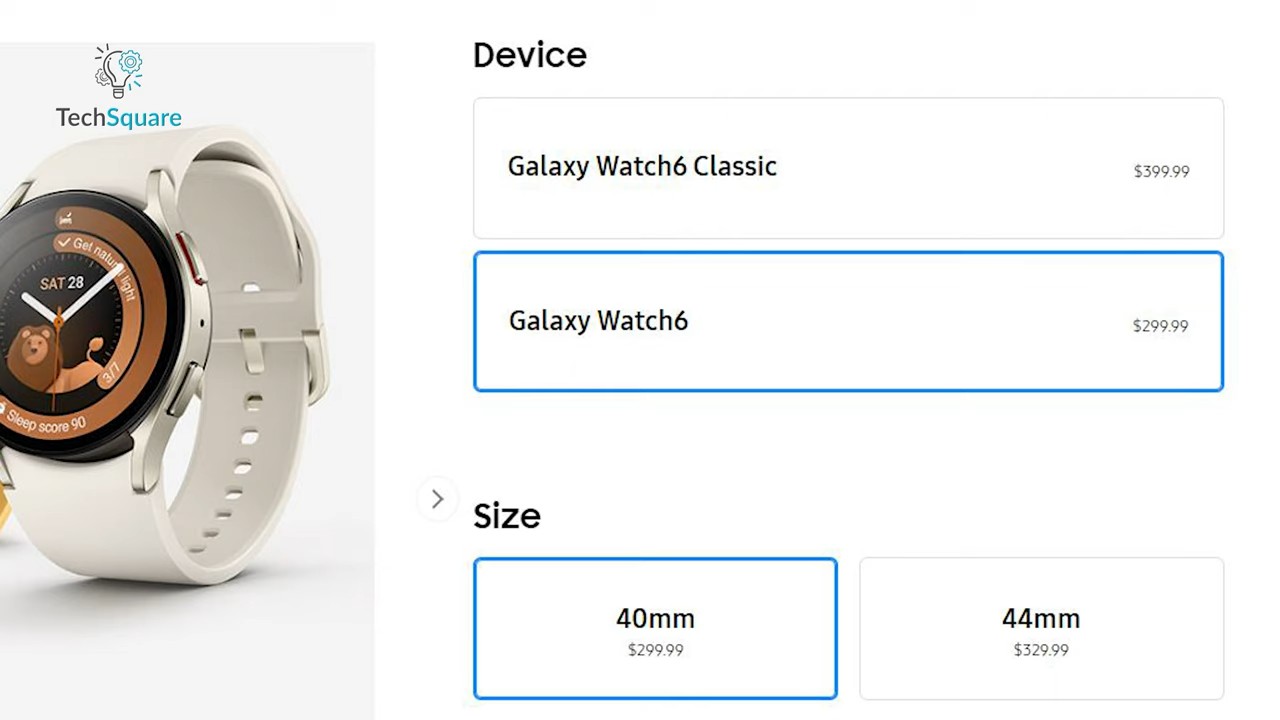 TechSquare
Get natural light
SAT 28
3/7
Sleep score 90
Device
Galaxy Watch6 Classic
$399.99
Galaxy Watch6
$299.99
Size
40mm
$299.99
44mm
$329.99